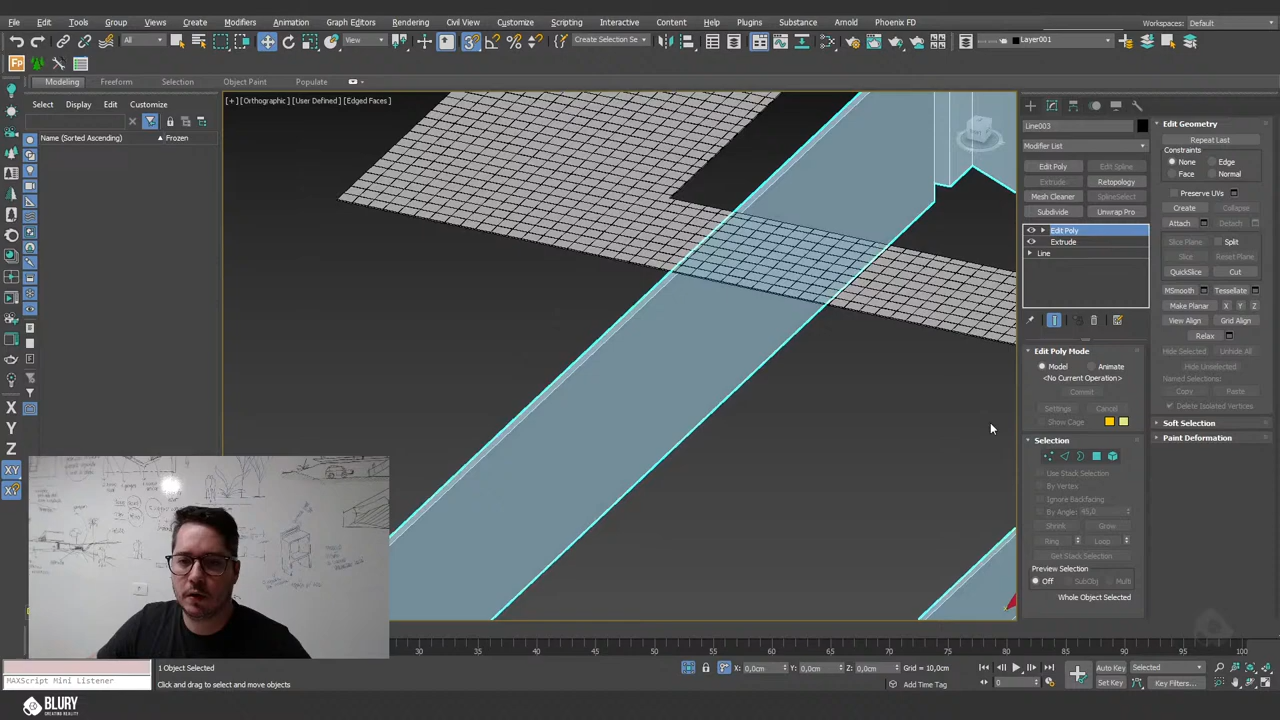 File Edit Tools Group Views Create Modifiers Animation Graph Editors Rendering Civil View Customize Scripting Interactive Content Help Plugins Substance Arnold Phoenix FD Workspaces: Default
All View Create Selection Se Layer001
Modeling Freeform Selection Object Paint Populate
Select Display Edit Customize
Name (Sorted Ascending) ▲ Frozen
[+] [Orthographic] [User Defined] [Edged Faces]
Line003
Modifier List
Edit Poly Edit Spline
Extrude Retopology
Mesh Cleaner SplineSelect
Subdivide Unwrap Pro
Edit Poly
Extrude
Line
Edit Poly Mode
Model Animate
<No Current Operation>
Commit
Settings Cancel
Show Cage
Selection
Use Stack Selection
By Vertex
Ignore Backfacing
By Angle: 45,0
Shrink Grow
Ring Loop
Get Stack Selection
Preview Selection
Off SubObj Multi
Whole Object Selected
Edit Geometry
Repeat Last
Constraints
None Edge
Face Normal
Preserve UVs
Create Collapse
Attach Detach
Slice Plane Split
Slice Reset Plane
QuickSlice Cut
MSmooth Tessellate
Make Planar X Y Z
View Align Grid Align
Relax
Hide Selected Unhide All
Hide Unselected
Named Selections:
Copy Paste
Delete Isolated Vertices
Soft Selection
Paint Deformation
X
Y
Z
XY
XY
30 35 40 45 50 55 60 65 70 75 80 85 90 95 100
1 Object Selected
Click and drag to select and move objects
MAXScript Mini Listener
X: 0,0cm Y: 0,0cm Z: 0,0cm Grid = 10,0cm
Add Time Tag
0
Auto Key Selected
Set Key Key Filters...
BLURY
CREATING REALITY